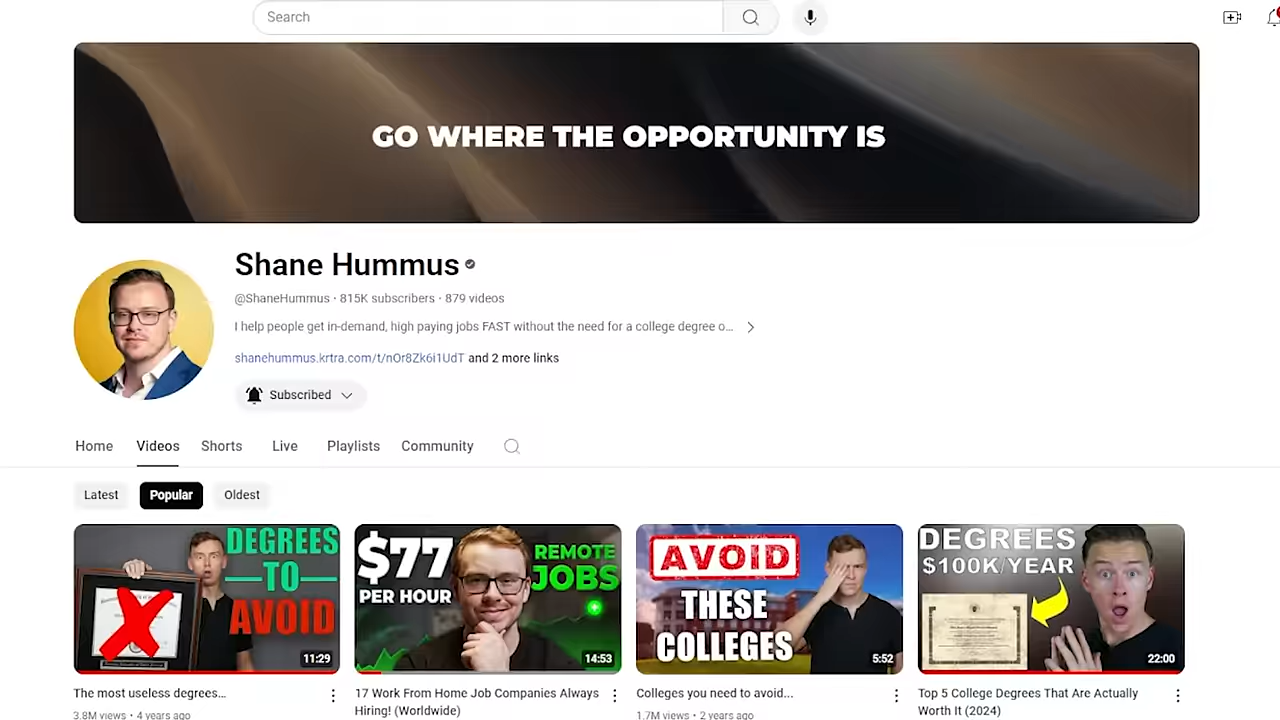 Search
GO WHERE THE OPPORTUNITY IS
Shane Hummus
@ShaneHummus · 815K subscribers · 879 videos
I help people get in-demand, high paying jobs FAST without the need for a college degree o...
shanehummus.krtra.com/t/nOr8Zk6i1UdT and 2 more links
Subscribed
Home Videos Shorts Live Playlists Community
Latest Popular Oldest
DEGREES
TO
AVOID
11:29
$77
PER HOUR
REMOTE
JOBS
14:53
AVOID
THESE
COLLEGES
5:52
DEGREES
$100K/YEAR
22:00
The most useless degrees...
3.8M views · 4 years ago
17 Work From Home Job Companies Always
Hiring! (Worldwide)
Colleges you need to avoid...
1.7M views · 2 years ago
Top 5 College Degrees That Are Actually
Worth It (2024)